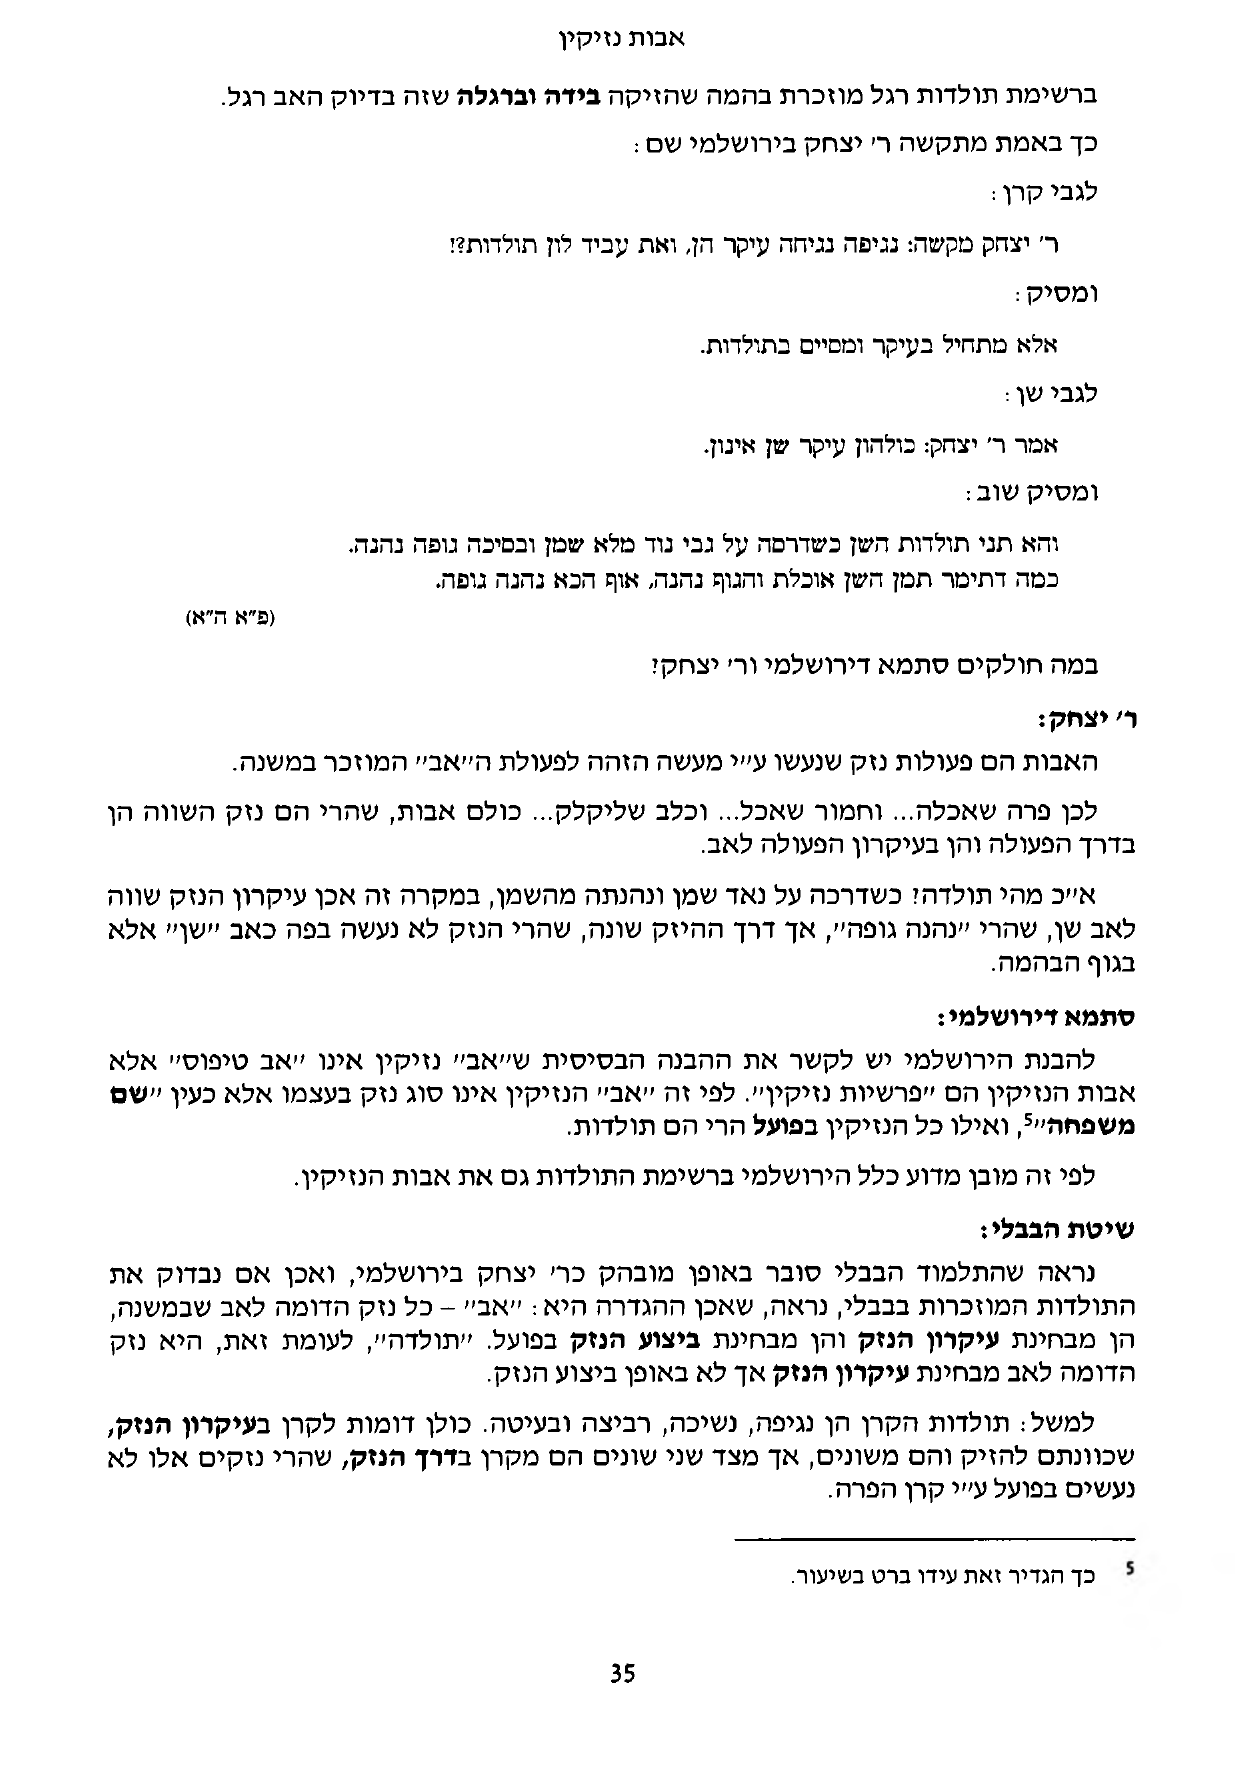 אבות נזיקין
ברשימת תולדות רגל מוזכרת בהמה שהזיקה בידה וברגלה שזה בדיוק האב רגל.
כך באמת מתקשה ר' יצחק בירושלמי שם:
לגבי קרן:
ר' יצחק מקשה: נגיפה נגיחה עיקר הן, ואת עביד לון תולדות?!
ומסיק:
אלא מתחיל בעיקר ומסיים בתולדות.
לגבי שן:
אמר ר' יצחק: כולהון עיקר שן אינון.
ומסיק שוב:
והא תני תולדות השן כשדרסה על גבי נוד מלא שמן ובסיכה גופה נהנה.
כמה דתימר תמן השן אוכלת והגוף נהנה, אוף הכא נהנה גופה.
(פ"א ה"א)
במה חולקים סתמא דירושלמי ור' יצחק?
ר' יצחק:
האבות הם פעולות נזק שנעשו ע"י מעשה הזהה לפעולת ה"אב" המוזכר במשנה.
לכן פרה שאכלה... וחמור שאכל... וכלב שליקלק... כולם אבות, שהרי הם נזק השווה הן
בדרך הפעולה והן בעיקרון הפעולה לאב.
א"כ מהי תולדה? כשדרכה על נאד שמן ונהנתה מהשמן, במקרה זה אכן עיקרון הנזק שווה
לאב שן, שהרי "נהנה גופה", אך דרך ההיזק שונה, שהרי הנזק לא נעשה בפה כאב "שן" אלא
בגוף הבהמה.
סתמא דירושלמי:
להבנת הירושלמי יש לקשר את ההבנה הבסיסית ש"אב" נזיקין אינו "אב טיפוס" אלא
אבות הנזיקין הם "פרשיות נזיקין". לפי זה "אב" הנזיקין אינו סוג נזק בעצמו אלא כעין "שם
משפחה"5, ואילו כל הנזיקין בפועל הרי הם תולדות.
לפי זה מובן מדוע כלל הירושלמי ברשימת התולדות גם את אבות הנזיקין.
שיטת הבבלי:
נראה שהתלמוד הבבלי סובר באופן מובהק כר' יצחק בירושלמי, ואכן אם נבדוק את
התולדות המוזכרות בבבלי, נראה, שאכן ההגדרה היא: "אב" – כל נזק הדומה לאב שבמשנה,
הן מבחינת עיקרון הנזק והן מבחינת ביצוע הנזק בפועל. "תולדה", לעומת זאת, היא נזק
הדומה לאב מבחינת עיקרון הנזק אך לא באופן ביצוע הנזק.
למשל: תולדות הקרן הן נגיפה, נשיכה, רביצה ובעיטה. כולן דומות לקרן בעיקרון הנזק,
שכוונתם להזיק והם משונים, אך מצד שני שונים הם מקרן בדרך הנזק, שהרי נזקים אלו לא
נעשים בפועל ע"י קרן הפרה.
5 כך הגדיר זאת עידו ברט בשיעור.
35